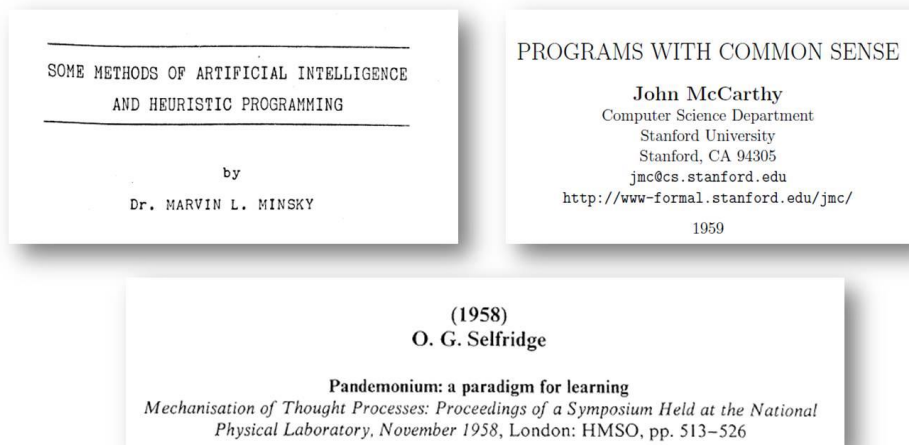 SOME METHODS OF ARTIFICIAL INTELLIGENCE
AND HEURISTIC PROGRAMMING
by
Dr. MARVIN L. MINSKY
PROGRAMS WITH COMMON SENSE
John McCarthy
Computer Science Department
Stanford University
Stanford, CA 94305
jmc@cs.stanford.edu
http://www-formal.stanford.edu/jmc/
1959
(1958)
O. G. Selfridge
Pandemonium: a paradigm for learning
Mechanisation of Thought Processes: Proceedings of a Symposium Held at the National
Physical Laboratory, November 1958, London: HMSO, pp. 513–526